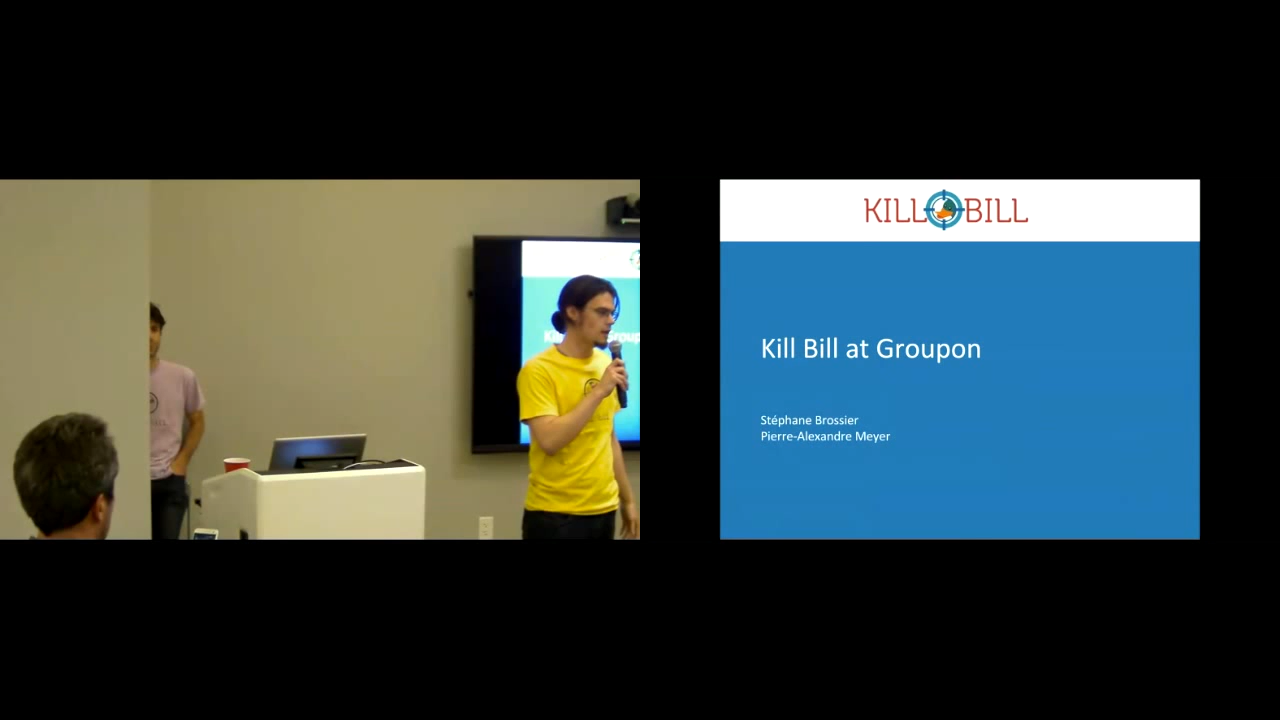 KILL BILL
Kill Bill at Groupon
Stéphane Brossier
Pierre-Alexandre Meyer